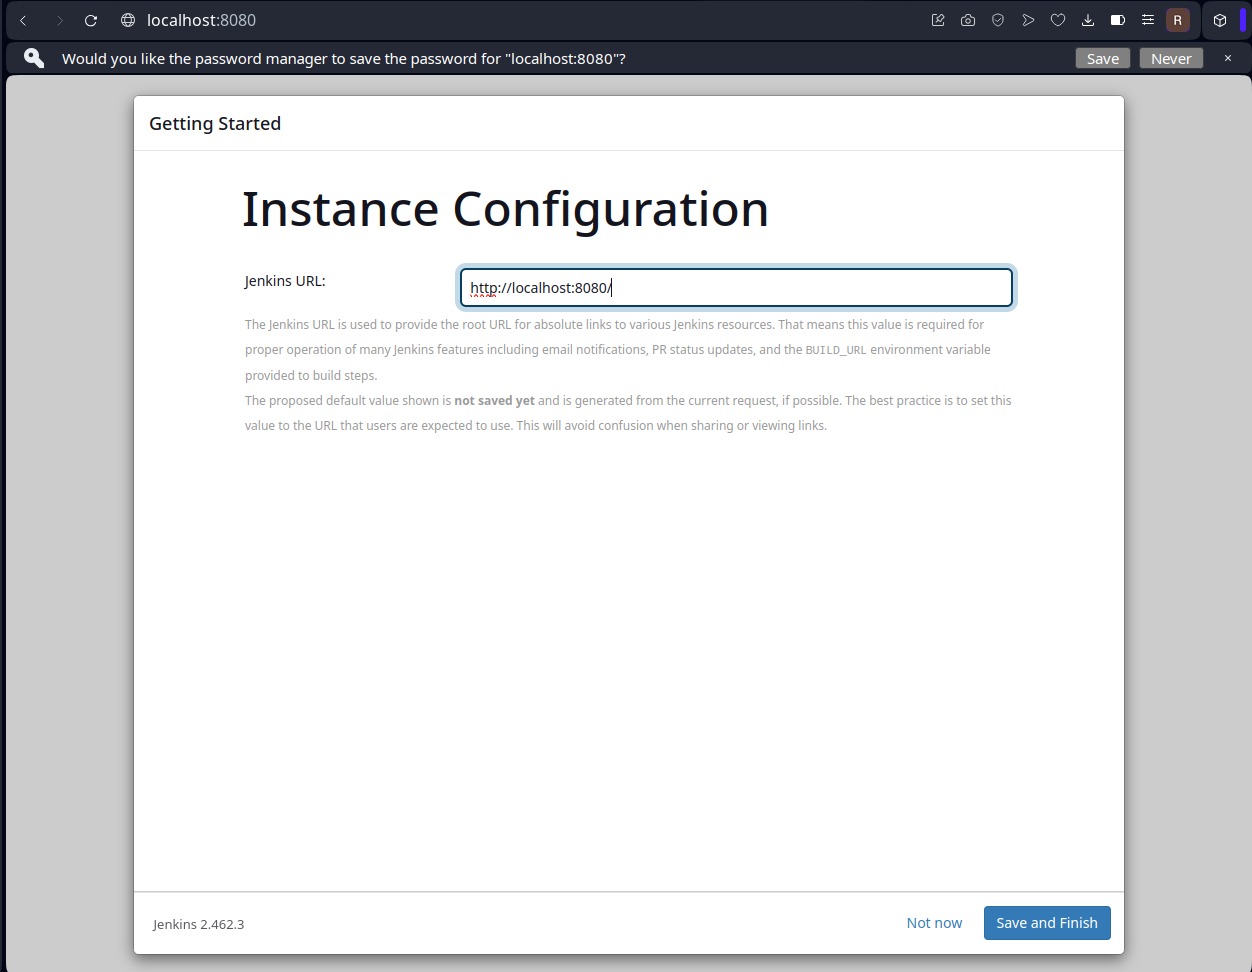 localhost:8080
R
Would you like the password manager to save the password for "localhost:8080"?
Save
Never
×
Getting Started
Instance Configuration
Jenkins URL:
http://localhost:8080/
The Jenkins URL is used to provide the root URL for absolute links to various Jenkins resources. That means this value is required for
proper operation of many Jenkins features including email notifications, PR status updates, and the BUILD_URL environment variable
provided to build steps.
The proposed default value shown is not saved yet and is generated from the current request, if possible. The best practice is to set this
value to the URL that users are expected to use. This will avoid confusion when sharing or viewing links.
Jenkins 2.462.3
Not now
Save and Finish